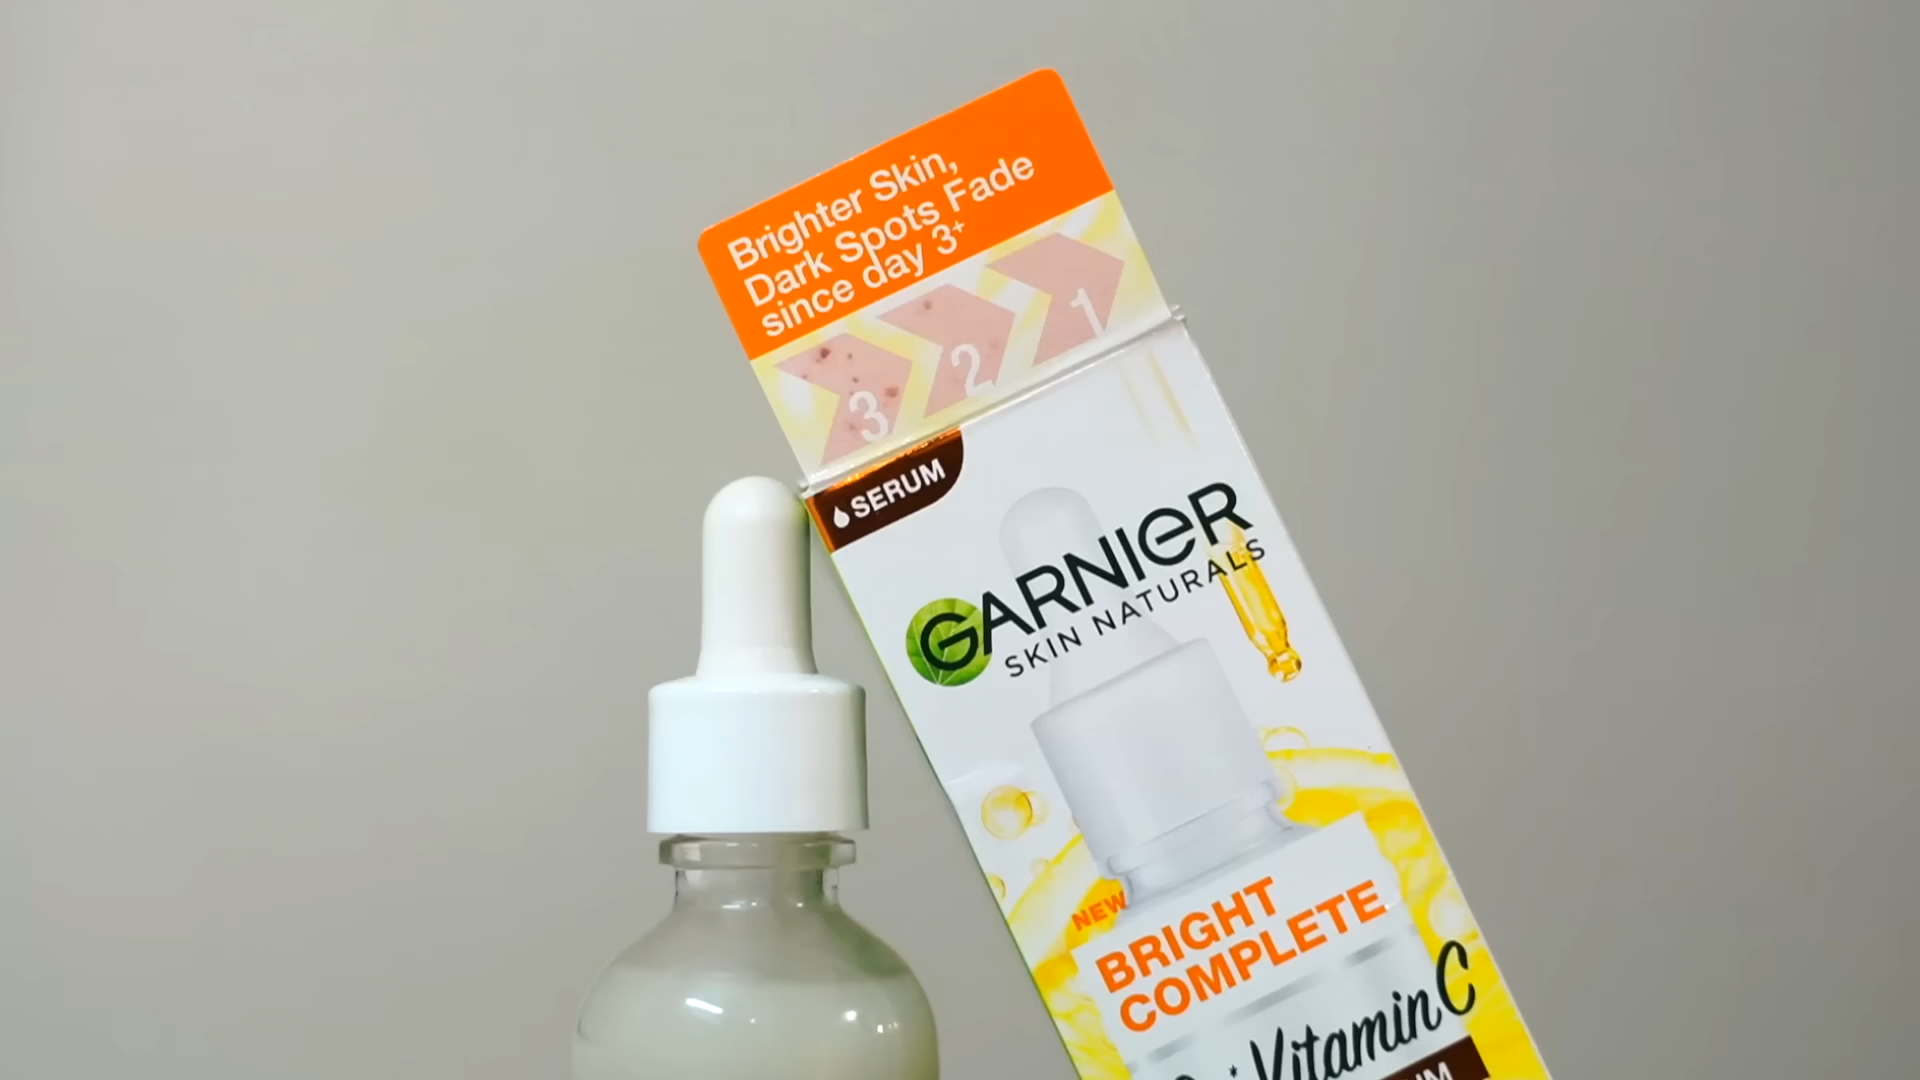 Brighter Skin,
Dark Spots Fade
since day 3+
3 2 1
SERUM
GARNIER
SKIN NATURALS
NEW
BRIGHT
COMPLETE
Vitamin C